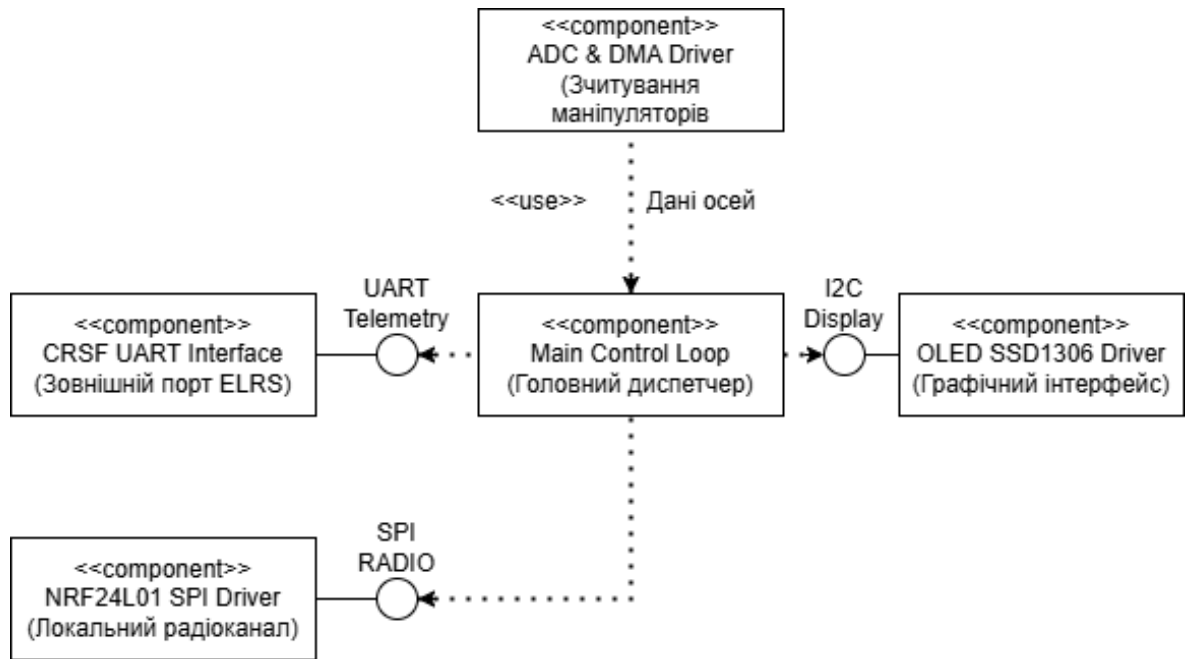 <<component>>
ADC & DMA Driver
(Зчитування
маніпуляторів
<<use>>
Дані осей
UART
Telemetry
I2C
Display
<<component>>
CRSF UART Interface
(Зовнішній порт ELRS)
<<component>>
Main Control Loop
(Головний диспетчер)
<<component>>
OLED SSD1306 Driver
(Графічний інтерфейс)
SPI
RADIO
<<component>>
NRF24L01 SPI Driver
(Локальний радіоканал)